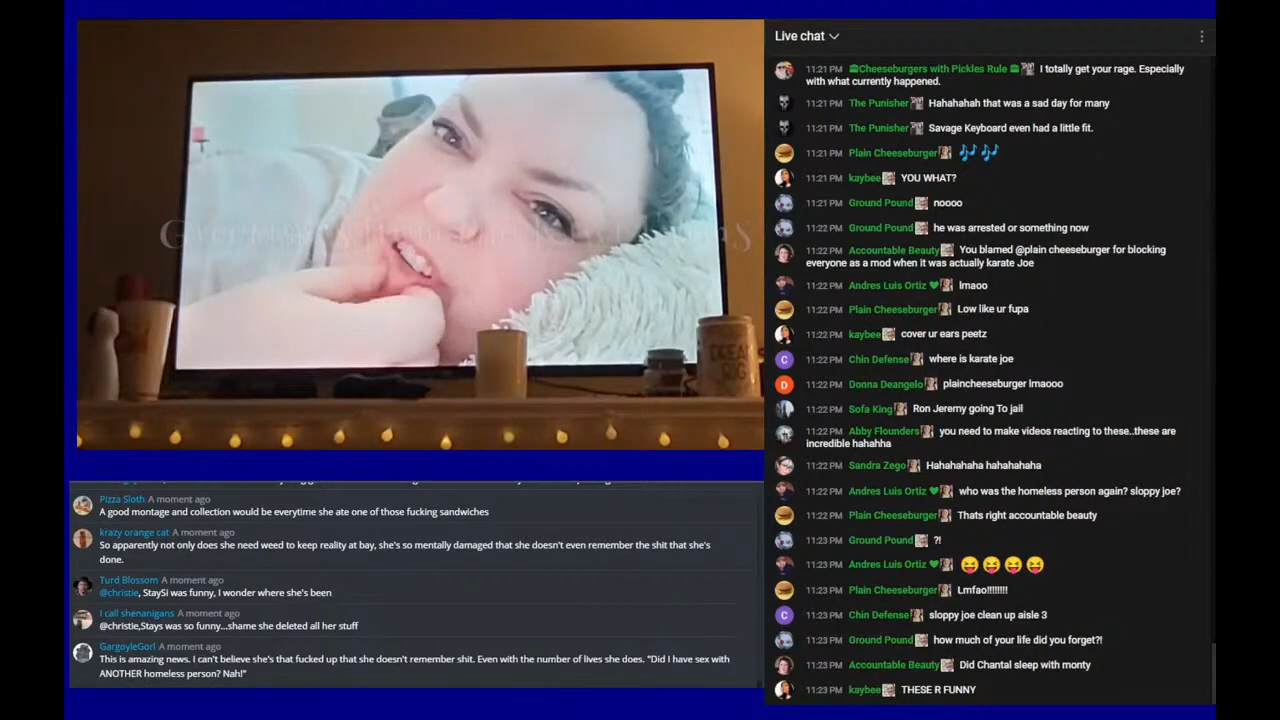 Live chat
11:21 PM Cheeseburgers with Pickles Rule I totally get your rage. Especially
with what currently happened.
11:21 PM The Punisher Hahahahah that was a sad day for many
11:21 PM The Punisher Savage Keyboard even had a little fit.
11:21 PM Plain Cheeseburger 🎶 🎶
11:21 PM kaybee YOU WHAT?
11:21 PM Ground Pound noooo
11:22 PM Ground Pound he was arrested or something now
11:22 PM Accountable Beauty You blamed @plain cheeseburger for blocking
everyone as a mod when it was actually karate Joe
11:22 PM Andres Luis Ortiz 💚 lmaoo
11:22 PM Plain Cheeseburger Low like ur fupa
11:22 PM kaybee cover ur ears peetz
11:22 PM Chin Defense where is karate joe
11:22 PM Donna Deangelo plaincheeseburger lmaooo
11:22 PM Sofa King Ron Jeremy going To jail
11:22 PM Abby Flounders you need to make videos reacting to these..these are
incredible hahahha
11:22 PM Sandra Zego Hahahahaha hahahahaha
11:22 PM Andres Luis Ortiz 💚 who was the homeless person again? sloppy joe?
11:22 PM Plain Cheeseburger Thats right accountable beauty
11:22 PM Ground Pound ?!
11:23 PM Andres Luis Ortiz 💚 😝 😝 😝 😝
11:23 PM Plain Cheeseburger Lmfao!!!!!!!!
11:23 PM Chin Defense sloppy joe clean up aisle 3
11:23 PM Ground Pound how much of your life did you forget?!
11:23 PM Accountable Beauty Did Chantal sleep with monty
11:23 PM kaybee THESE R FUNNY
DREAM
BIG
Pizza Sloth A moment ago
A good montage and collection would be everytime she ate one of those fucking sandwiches
krazy orange cat A moment ago
So apparently not only does she need weed to keep reality at bay, she's so mentally damaged that she doesn't even remember the shit that she's
done.
Turd Blossom A moment ago
@christie, StaySi was funny, I wonder where she's been
I call shenanigans A moment ago
@christie,Stays was so funny...shame she deleted all her stuff
GargoyleGorl A moment ago
This is amazing news. I can't believe she's that fucked up that she doesn't remember shit. Even with the number of lives she does. "Did I have sex with
ANOTHER homeless person? Nah!"